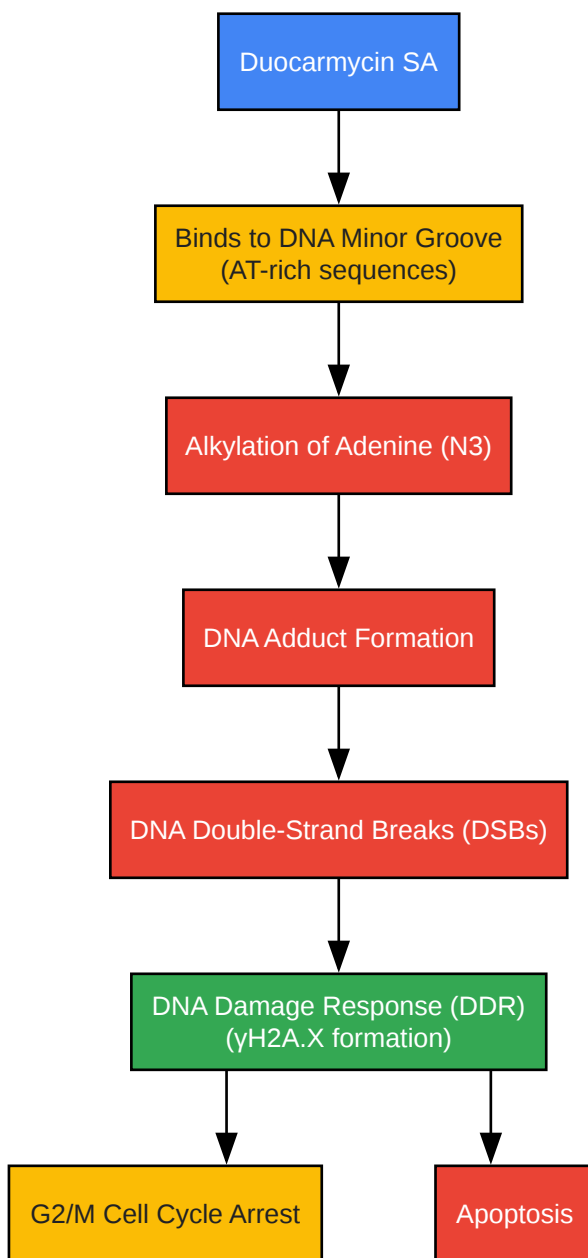 Duocarmycin SA
Binds to DNA Minor Groove
(AT-rich sequences)
Alkylation of Adenine (N3)
DNA Adduct Formation
DNA Double-Strand Breaks (DSBs)
DNA Damage Response (DDR)
(γH2A.X formation)
G2/M Cell Cycle Arrest
Apoptosis